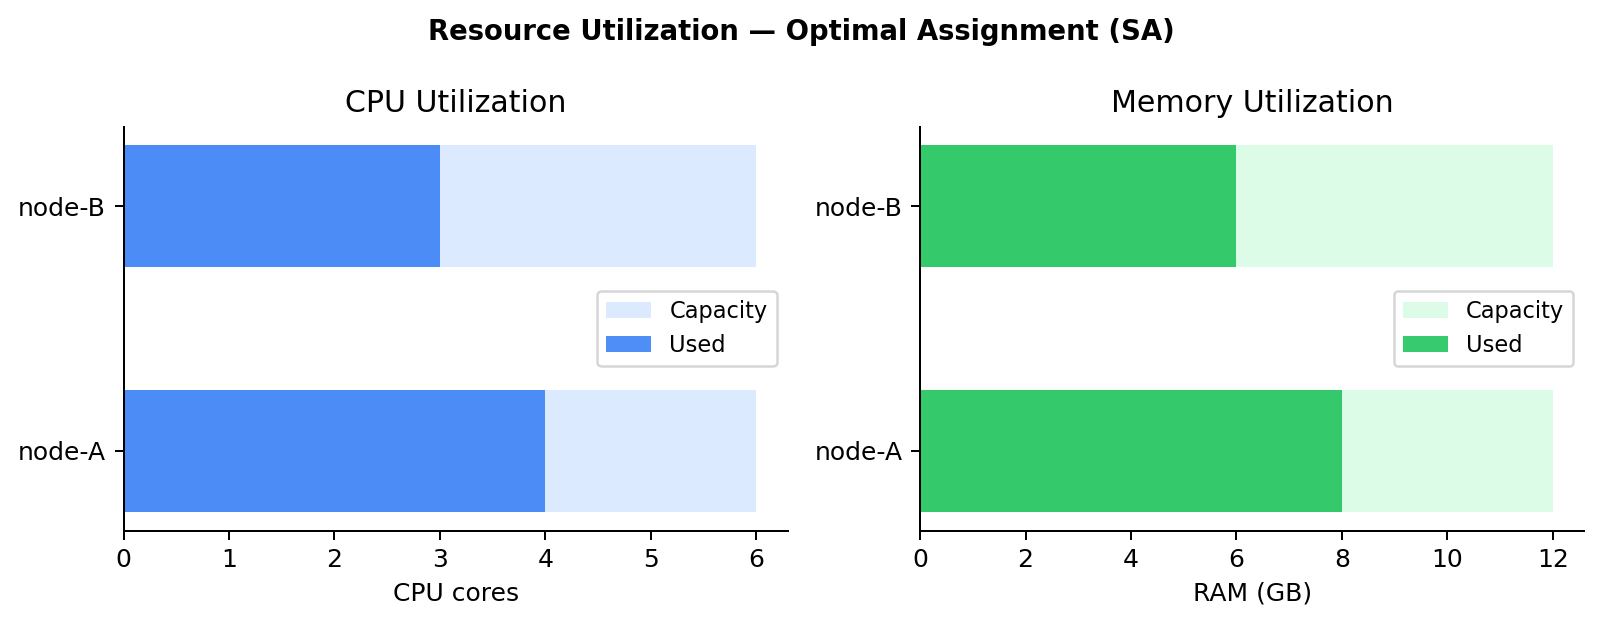 Resource Utilization — Optimal Assignment (SA)
CPU Utilization
node-B
node-A
Capacity
Used
0 1 2 3 4 5 6
CPU cores
Memory Utilization
node-B
node-A
Capacity
Used
0 2 4 6 8 10 12
RAM (GB)